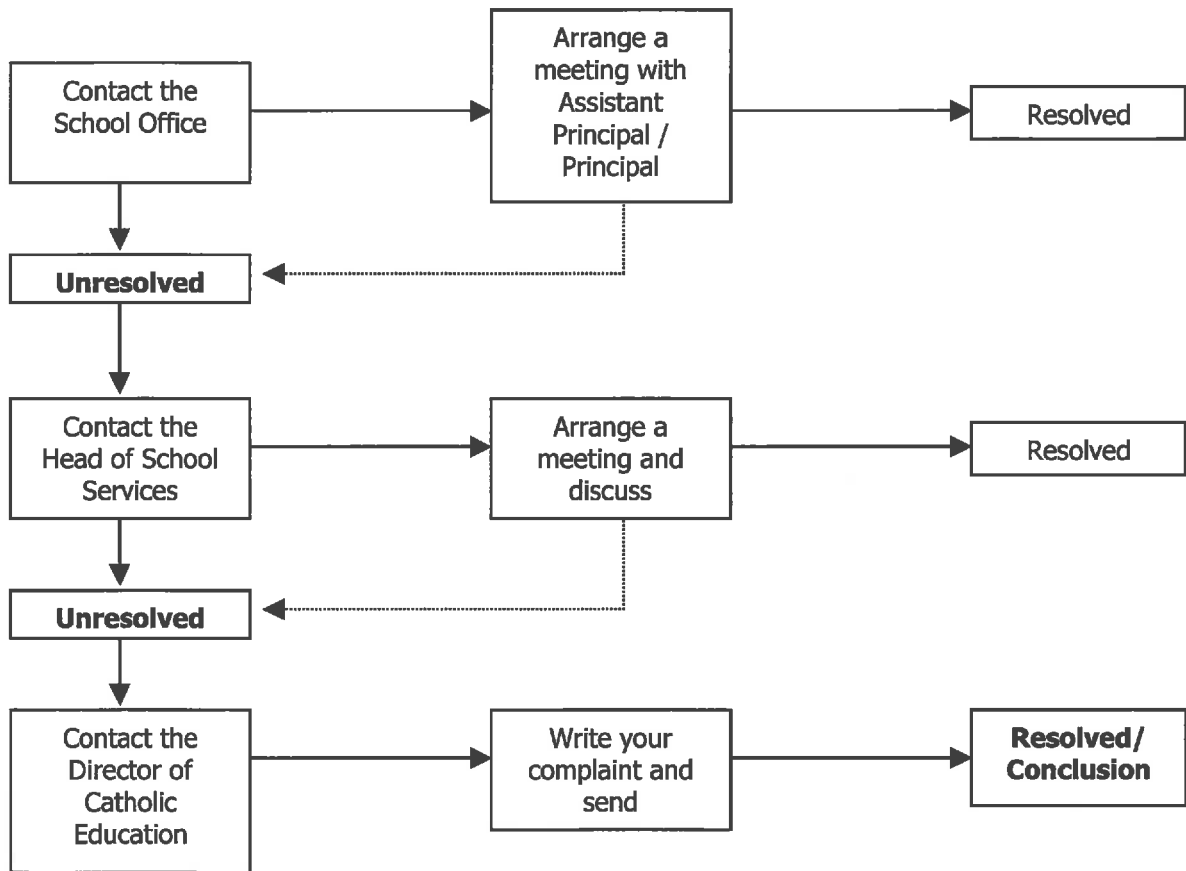 Contact the
School Office
Arrange a
meeting with
Assistant
Principal /
Principal
Resolved
Unresolved
Contact the
Head of School
Services
Arrange a
meeting and
discuss
Resolved
Unresolved
Contact the
Director of
Catholic
Education
Write your
complaint and
send
Resolved/
Conclusion